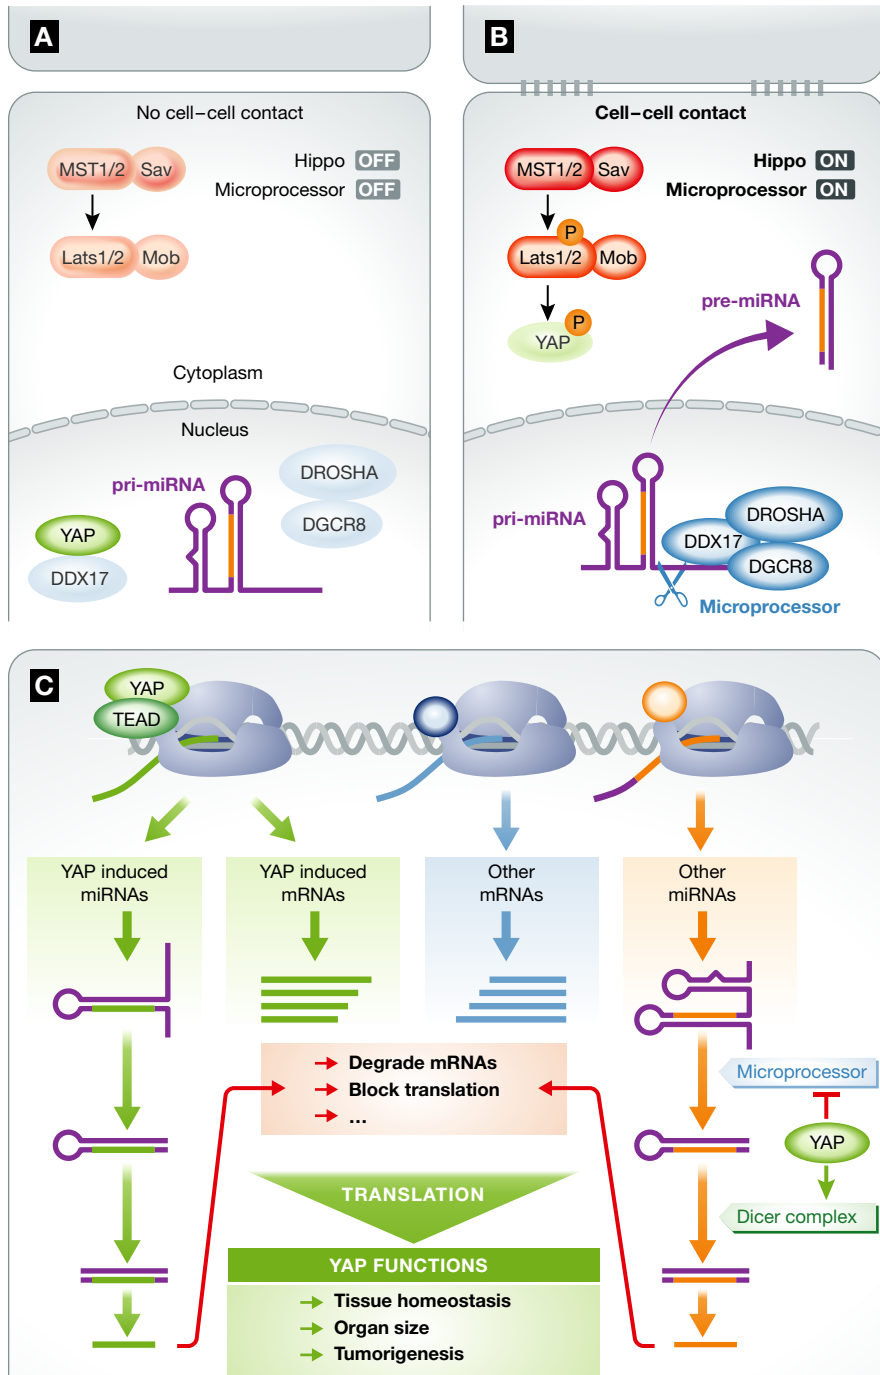 A
No cell–cell contact
MST1/2 Sav
Hippo OFF
Microprocessor OFF
Lats1/2 Mob
Cytoplasm
Nucleus
pri-miRNA
DROSHA
DGCR8
YAP
DDX17
B
Cell–cell contact
MST1/2 Sav
Hippo ON
Microprocessor ON
P
Lats1/2 Mob
P
YAP
pre-miRNA
pri-miRNA
DROSHA
DDX17
DGCR8
Microprocessor
C
YAP
TEAD
YAP induced
miRNAs
YAP induced
mRNAs
Other
mRNAs
Other
miRNAs
Degrade mRNAs
Block translation
...
Microprocessor
YAP
Dicer complex
TRANSLATION
YAP FUNCTIONS
Tissue homeostasis
Organ size
Tumorigenesis